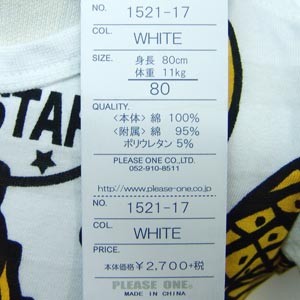 STAR
NO. 1521-17
COL. WHITE
SIZE. 身長 80cm
体重 11kg
80
QUALITY.
<本体> 綿 100%
<附属> 綿 95%
ポリウレタン 5%
PLEASE ONE CO.,LTD.
052-910-8511
http://www.please-one.co.jp
NO. 1521-17
COL. WHITE
PRICE.
本体価格¥2,700+税
PLEASE ONE.
MADE IN CHINA